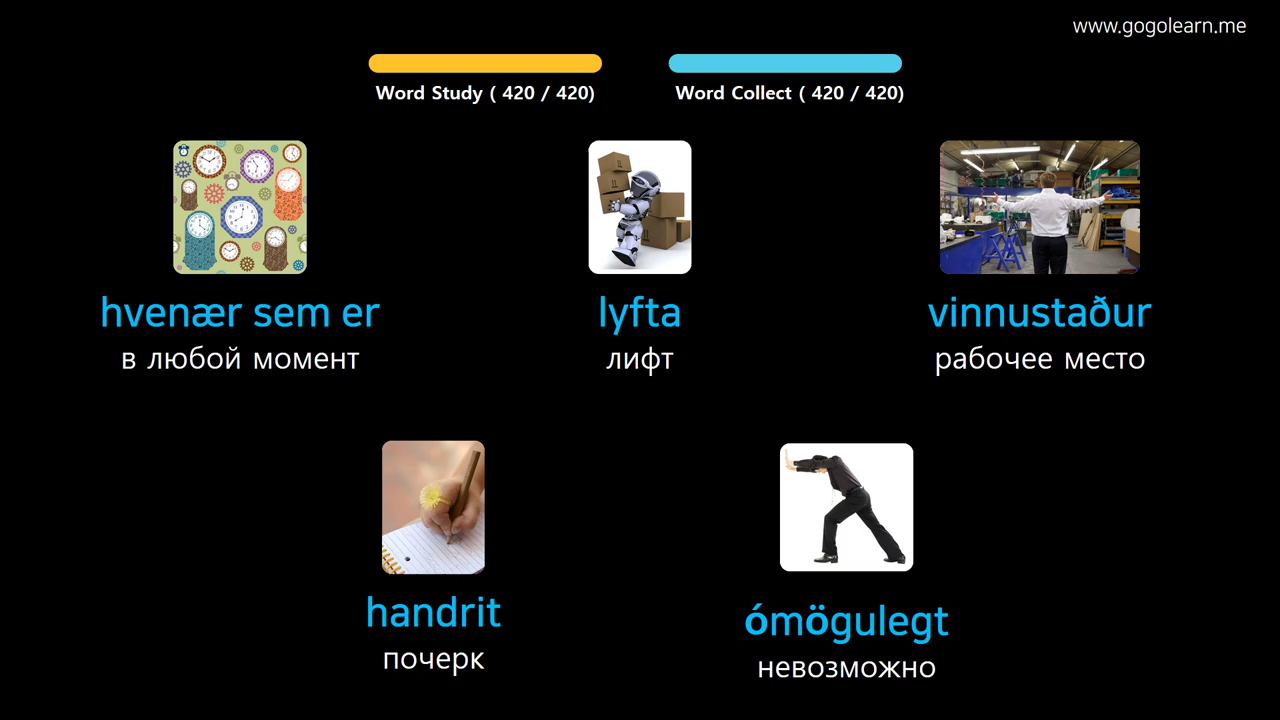 www.gogolearn.me
Word Study ( 420 / 420)
Word Collect ( 420 / 420)
hvenær sem er
в любой момент
lyfta
лифт
vinnustaður
рабочее место
handrit
почерк
ómögulegt
невозможно